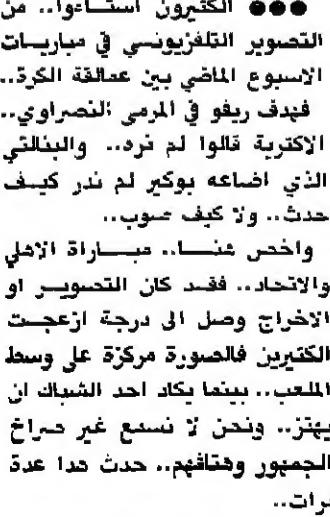 ●●● الكثيرون استاءوا.. من
التصوير التلفزيوني في مباريات
الاسبوع الماضي بين عمالقة الكرة..
فهدف ريفو في المرمى النصراوي..
الاكثرية قالوا لم نره.. والبنالتي
الذي اضاعه بوكير لم ندر كيف
حدث.. ولا كيف صوب..
واخص هنا.. مباراة الاهلي
والاتحاد.. فقد كان التصوير او
الاخراج وصل الى درجة ازعجت
الكثيرين فالصورة مركزة على وسط
الملعب.. بينما يكاد احد الشباك ان
يهتز.. ونحن لا نسمع غير صراخ
الجمهور وهتافهم.. حدث هذا عدة
مرات..